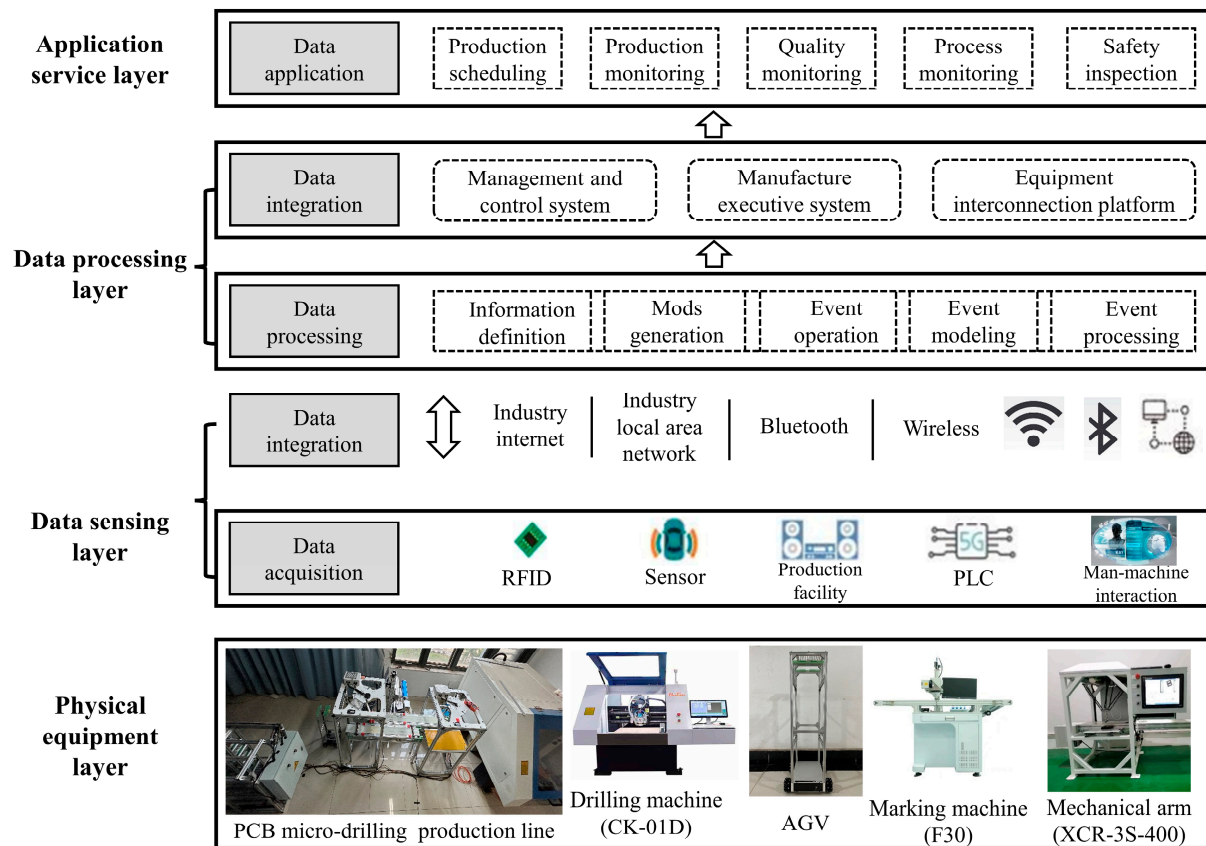 Application
service layer
Data
application
Production
scheduling
Production
monitoring
Quality
monitoring
Process
monitoring
Safety
inspection
Data processing
layer
Data
integration
Management and
control system
Manufacture
executive system
Equipment
interconnection platform
Data
processing
Information
definition
Mods
generation
Event
operation
Event
modeling
Event
processing
Data sensing
layer
Data
integration
Industry
internet
Industry
local area
network
Bluetooth
Wireless
Data
acquisition
RFID
Sensor
Production
facility
5G
PLC
Man-machine
interaction
Physical
equipment
layer
PCB micro-drilling production line
Drilling machine
(CK-01D)
AGV
Marking machine
(F30)
Mechanical arm
(XCR-3S-400)